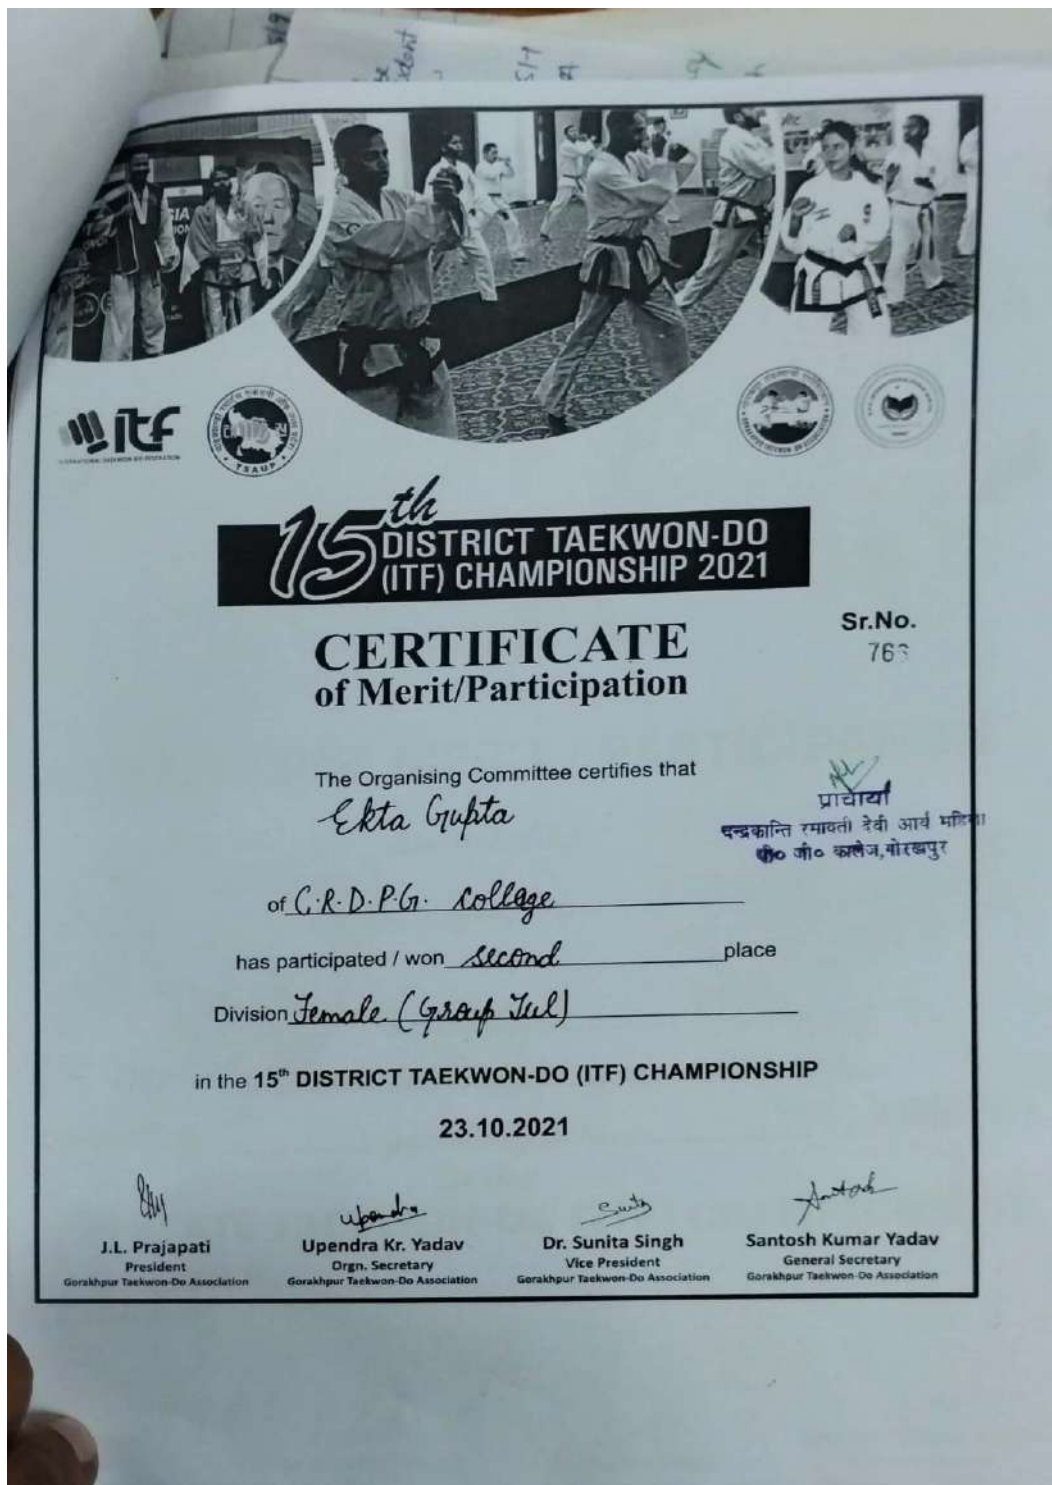 itf
TSAUP
15th
DISTRICT TAEKWON-DO
(ITF) CHAMPIONSHIP 2021
CERTIFICATE
of Merit/Participation
Sr.No.
The Organising Committee certifies that
Ekta Gupta
प्राचार्या
चन्द्रकान्ति रमावती देवी आर्य महिला
पी० जी० कालेज,गोरखपुर
of C.R.D.P.G. College
has participated / won second place
Division Female (Group Tul)
in the 15th DISTRICT TAEKWON-DO (ITF) CHAMPIONSHIP
23.10.2021
J.L. Prajapati
President
Gorakhpur Taekwon-Do Association
Upendra Kr. Yadav
Orgn. Secretary
Gorakhpur Taekwon-Do Association
Dr. Sunita Singh
Vice President
Gorakhpur Taekwon-Do Association
Santosh Kumar Yadav
General Secretary
Gorakhpur Taekwon-Do Association